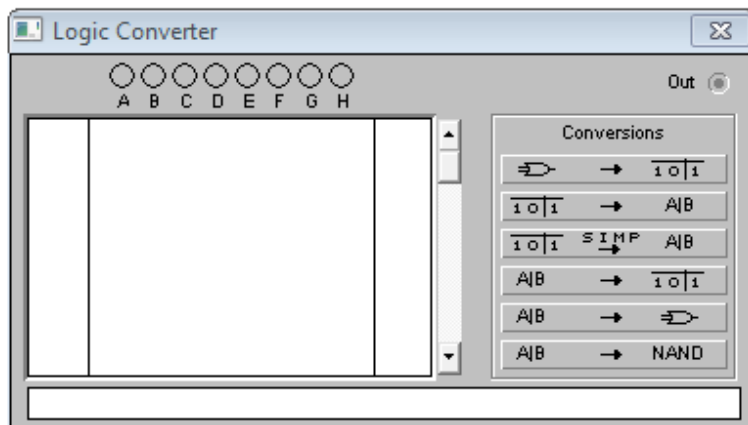 Logic Converter
Out
A B C D E F G H
Conversions
→ 1 0 1
1 0 1 → A|B
1 0 1 SIMP → A|B
A|B → 1 0 1
A|B →
A|B → NAND